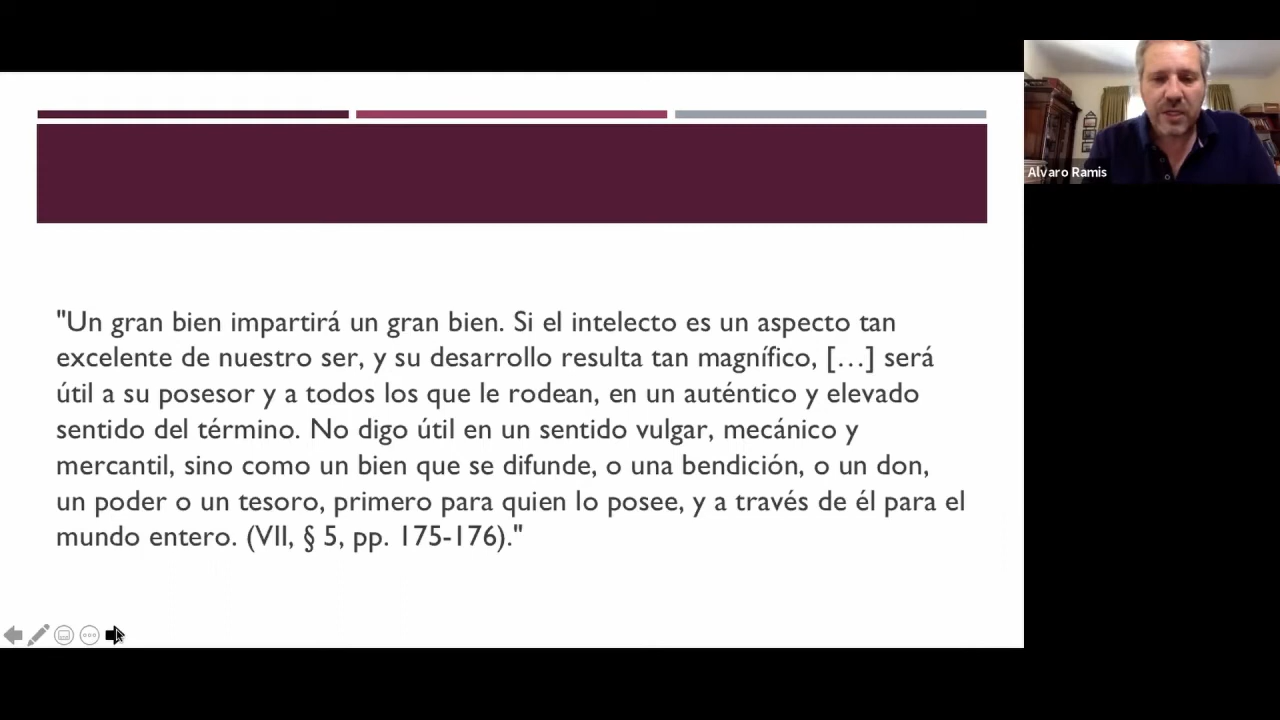 "Un gran bien impartirá un gran bien. Si el intelecto es un aspecto tan
excelente de nuestro ser, y su desarrollo resulta tan magnífico, […] será
útil a su posesor y a todos los que le rodean, en un auténtico y elevado
sentido del término. No digo útil en un sentido vulgar, mecánico y
mercantil, sino como un bien que se difunde, o una bendición, o un don,
un poder o un tesoro, primero para quien lo posee, y a través de él para el
mundo entero. (VII, § 5, pp. 175-176)."
Alvaro Ramis